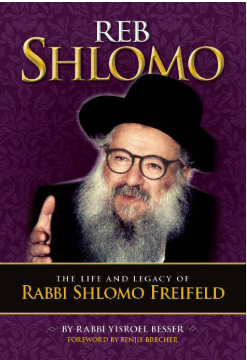 REB
SHLOMO
THE LIFE AND LEGACY OF
RABBI SHLOMO FREIFELD
BY RABBI YISROEL BESSER
FOREWORD BY BENJIE BRECHER